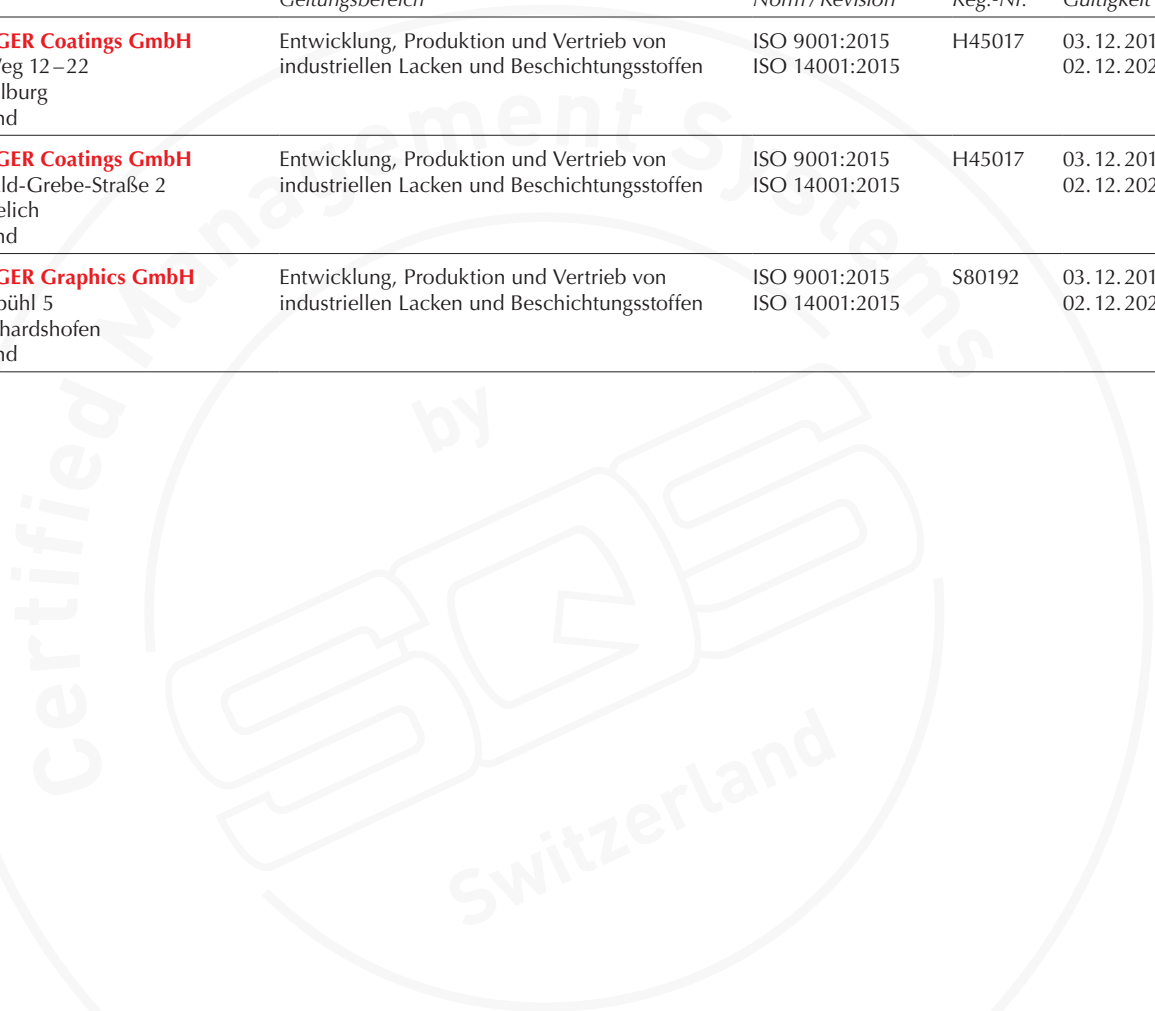 Geltungsbereich Norm / Revision Reg.-Nr. Gültigkeit
GER Coatings GmbH Entwicklung, Produktion und Vertrieb von ISO 9001:2015 H45017 03. 12. 201
Weg 12 – 22 industriellen Lacken und Beschichtungsstoffen ISO 14001:2015 02. 12. 202
lburg
nd
GER Coatings GmbH Entwicklung, Produktion und Vertrieb von ISO 9001:2015 H45017 03. 12. 201
ld-Grebe-Straße 2 industriellen Lacken und Beschichtungsstoffen ISO 14001:2015 02. 12. 202
elich
nd
GER Graphics GmbH Entwicklung, Produktion und Vertrieb von ISO 9001:2015 S80192 03. 12. 201
bühl 5 industriellen Lacken und Beschichtungsstoffen ISO 14001:2015 02. 12. 202
hardshofen
nd
Certified Management Systems
by
SQS
Switzerland